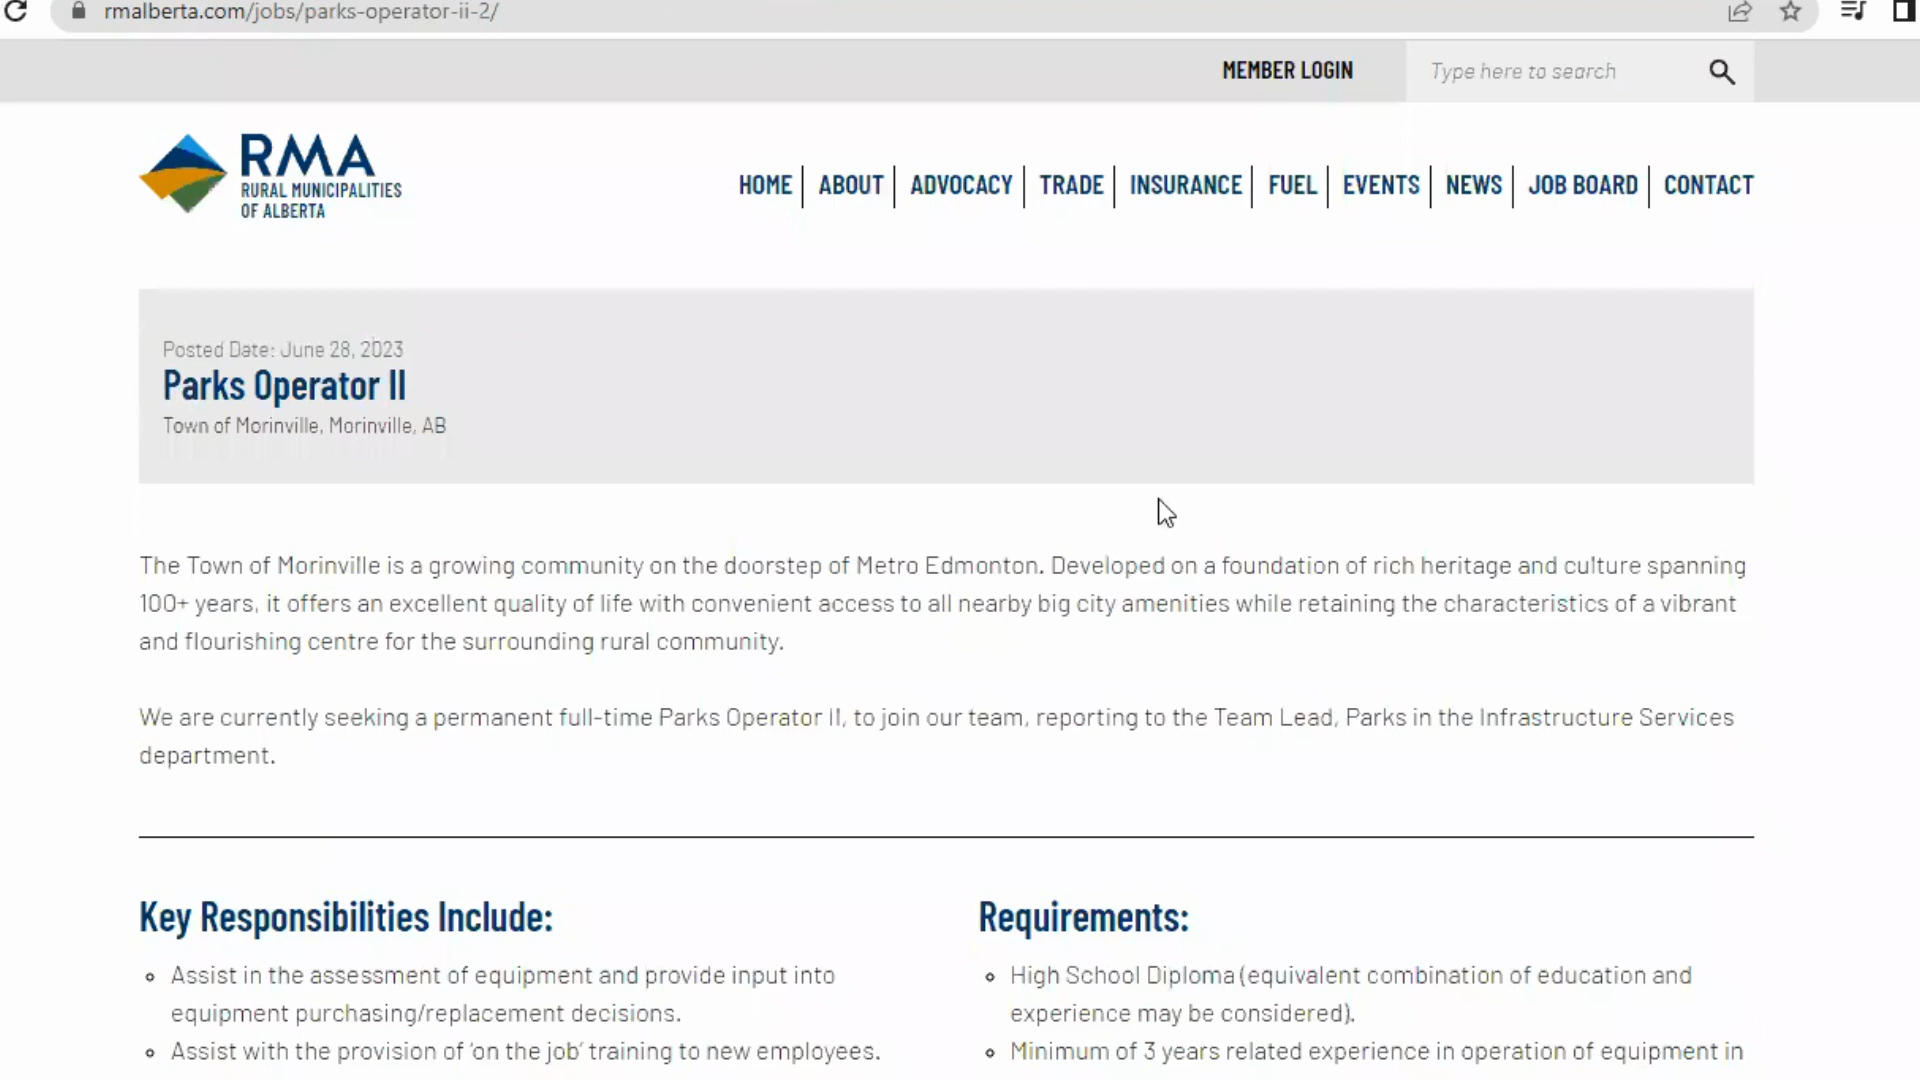 rmalberta.com/jobs/parks-operator-ii-2/
MEMBER LOGIN
Type here to search
RMA
RURAL MUNICIPALITIES
OF ALBERTA
HOME
ABOUT
ADVOCACY
TRADE
INSURANCE
FUEL
EVENTS
NEWS
JOB BOARD
CONTACT
Posted Date: June 28, 2023
Parks Operator II
Town of Morinville, Morinville, AB
The Town of Morinville is a growing community on the doorstep of Metro Edmonton. Developed on a foundation of rich heritage and culture spanning
100+ years, it offers an excellent quality of life with convenient access to all nearby big city amenities while retaining the characteristics of a vibrant
and flourishing centre for the surrounding rural community.
We are currently seeking a permanent full-time Parks Operator II, to join our team, reporting to the Team Lead, Parks in the Infrastructure Services
department.
Key Responsibilities Include:
Assist in the assessment of equipment and provide input into
equipment purchasing/replacement decisions.
Assist with the provision of ‘on the job’ training to new employees.
Requirements:
High School Diploma (equivalent combination of education and
experience may be considered).
Minimum of 3 years related experience in operation of equipment in